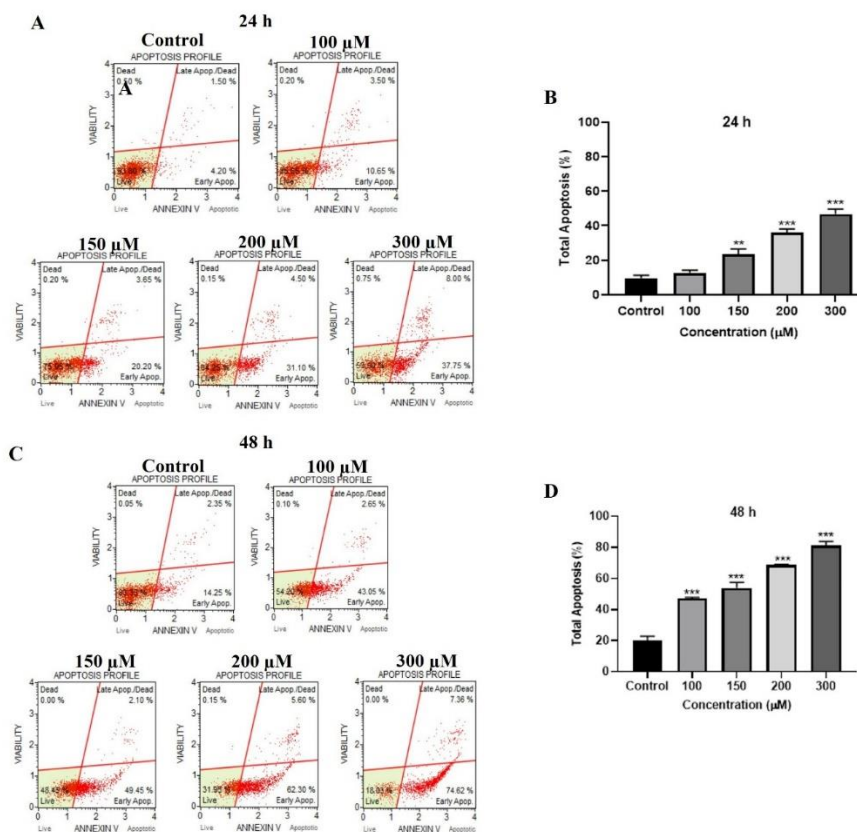 A
24 h
Control
100 µM
APOPTOSIS PROFILE
APOPTOSIS PROFILE
Dead
Late Apop./Dead
1.50 %
A
VIABILITY
4.20 %
Live
Early Apop.
Live
ANNEXIN V
Apoptotic
Dead
0.20 %
Late Apop./Dead
3.50 %
VIABILITY
10.65 %
Live
Early Apop.
Live
ANNEXIN V
Apoptotic
150 µM
200 µM
300 µM
APOPTOSIS PROFILE
APOPTOSIS PROFILE
APOPTOSIS PROFILE
Dead
0.20 %
Late Apop./Dead
3.65 %
VIABILITY
20.20 %
Live
Early Apop.
Live
ANNEXIN V
Apoptotic
Dead
0.15 %
Late Apop./Dead
4.50 %
VIABILITY
31.10 %
Live
Early Apop.
Live
ANNEXIN V
Apoptotic
Dead
0.75 %
Late Apop./Dead
8.00 %
VIABILITY
37.75 %
Live
Early Apop.
Live
ANNEXIN V
Apoptotic
B
24 h
Total Apoptosis (%)
100
80
60
40
20
0
** *** ***
Control 100 150 200 300
Concentration (µM)
C
48 h
Control
100 µM
APOPTOSIS PROFILE
APOPTOSIS PROFILE
Dead
0.05 %
Late Apop./Dead
2.35 %
VIABILITY
14.25 %
Live
Early Apop.
Live
ANNEXIN V
Apoptotic
Dead
0.10 %
Late Apop./Dead
2.65 %
VIABILITY
43.05 %
Live
Early Apop.
Live
ANNEXIN V
Apoptotic
150 µM
200 µM
300 µM
APOPTOSIS PROFILE
APOPTOSIS PROFILE
APOPTOSIS PROFILE
Dead
0.00 %
Late Apop./Dead
2.10 %
VIABILITY
49.45 %
Live
Early Apop.
Live
ANNEXIN V
Apoptotic
Dead
0.15 %
Late Apop./Dead
5.60 %
VIABILITY
62.30 %
Live
Early Apop.
Live
ANNEXIN V
Apoptotic
Dead
0.00 %
Late Apop./Dead
7.36 %
VIABILITY
74.62 %
Live
Early Apop.
Live
ANNEXIN V
Apoptotic
D
48 h
Total Apoptosis (%)
100
80
60
40
20
0
*** *** *** ***
Control 100 150 200 300
Concentration (µM)